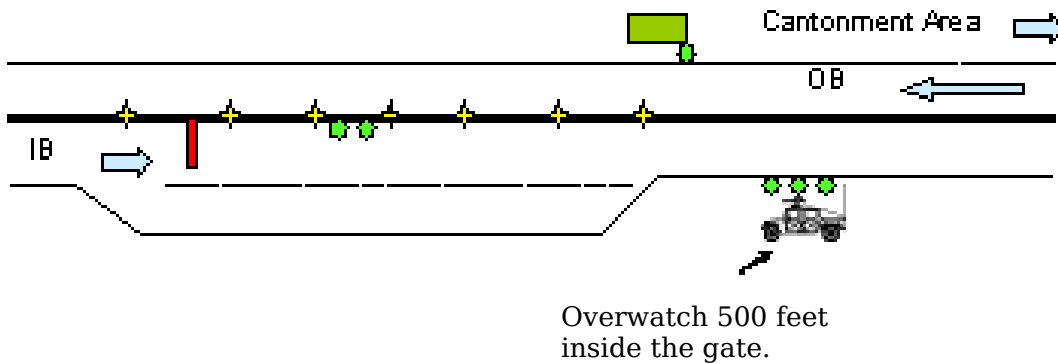 Cantonment Area
OB
IB
Overwatch 500 feet
inside the gate.